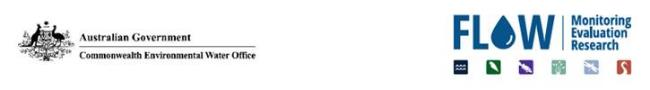 Australian Government
Commonwealth Environmental Water Office
FLOW
Monitoring
Evaluation
Research